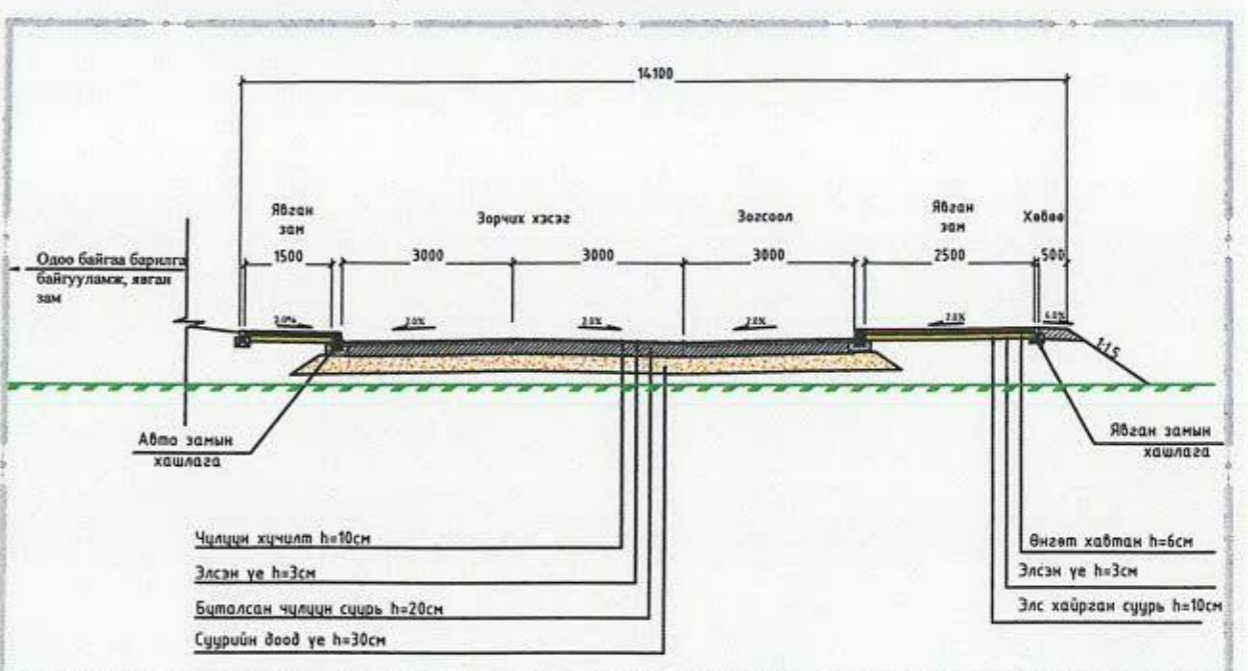 14100
Явган
зам
Зорчих хэсэг
Зогсоол
Явган
зам
Хөвөө
1500
3000
3000
3000
2500
500
Одоо байгаа барилга
байгууламж, явган
зам
2.0%
2.0%
2.0%
2.0%
2.0%
4.0%
1:1.5
Авто замын
хашлага
Явган замын
хашлага
Чулуун хучилт h=10см
Элсэн үе h=3см
Буталсан чулуун суурь h=20см
Суурийн доод үе h=30см
Өнгөт хавтан h=6см
Элсэн үе h=3см
Элс хайрган суурь h=10см